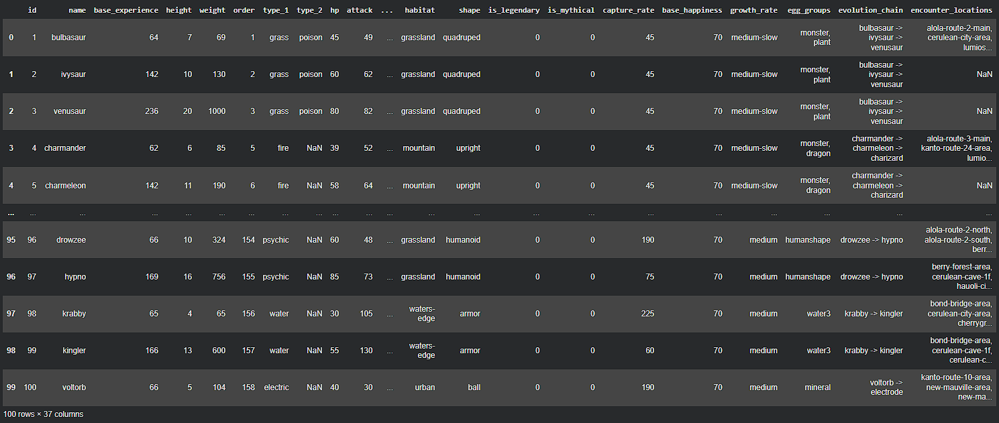 id name base_experience height weight order type_1 type_2 hp attack ... habitat shape is_legendary is_mythical capture_rate base_happiness growth_rate egg_groups evolution_chain encounter_locations
0 1 bulbasaur 64 7 69 1 grass poison 45 49 ... grassland quadruped 0 0 45 70 medium-slow monster, plant bulbasaur -> ivysaur -> venusaur alola-route-2-main, cerulean-city-area, lumios...
1 2 ivysaur 142 10 130 2 grass poison 60 62 ... grassland quadruped 0 0 45 70 medium-slow monster, plant bulbasaur -> ivysaur -> venusaur NaN
2 3 venusaur 236 20 1000 3 grass poison 80 82 ... grassland quadruped 0 0 45 70 medium-slow monster, plant bulbasaur -> ivysaur -> venusaur NaN
3 4 charmander 62 6 85 5 fire NaN 39 52 ... mountain upright 0 0 45 70 medium-slow monster, dragon charmander -> charmeleon -> charizard alola-route-3-main, kanto-route-24-area, lumio...
4 5 charmeleon 142 11 190 6 fire NaN 58 64 ... mountain upright 0 0 45 70 medium-slow monster, dragon charmander -> charmeleon -> charizard NaN
... ... ... ... ... ... ... ... ... ... ... ... ... ... ... ... ... ... ... ... ... ...
95 96 drowzee 66 10 324 154 psychic NaN 60 48 ... grassland humanoid 0 0 190 70 medium humanshape drowzee -> hypno alola-route-2-north, alola-route-2-south, berr...
96 97 hypno 169 16 756 155 psychic NaN 85 73 ... grassland humanoid 0 0 75 70 medium humanshape drowzee -> hypno berry-forest-area, cerulean-cave-1f, hauoli-ci...
97 98 krabby 65 4 65 156 water NaN 30 105 ... waters-edge armor 0 0 225 70 medium water3 krabby -> kingler bond-bridge-area, cerulean-city-area, cherrygr...
98 99 kingler 166 13 600 157 water NaN 55 130 ... waters-edge armor 0 0 60 70 medium water3 krabby -> kingler bond-bridge-area, cerulean-cave-1f, cerulean-c...
99 100 voltorb 66 5 104 158 electric NaN 40 30 ... urban ball 0 0 190 70 medium mineral voltorb -> electrode kanto-route-10-area, new-mauville-area, new-ma...
100 rows × 37 columns